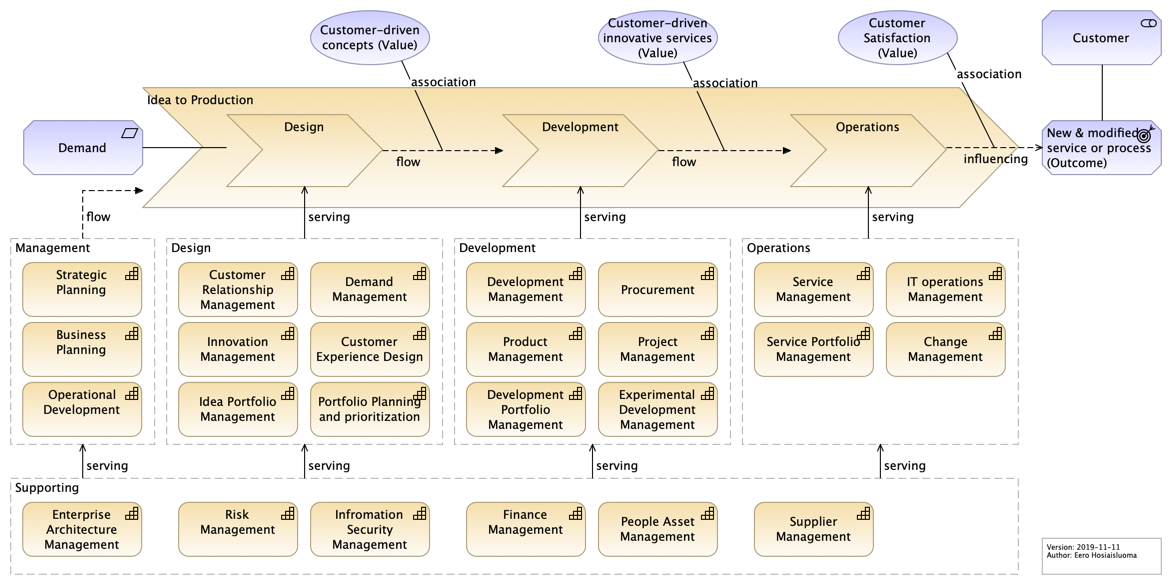 Customer-driven
concepts (Value)
Customer-driven
innovative services
(Value)
Customer
Satisfaction
(Value)
Customer
association
association
association
Idea to Production
Demand
Design
flow
Development
flow
Operations
influencing
New & modified
service or process
(Outcome)
flow
serving
serving
serving
Management
Strategic
Planning
Business
Planning
Operational
Development
Design
Customer
Relationship
Management
Demand
Management
Innovation
Management
Customer
Experience Design
Idea Portfolio
Management
Portfolio Planning
and prioritization
Development
Development
Management
Procurement
Product
Management
Project
Management
Development
Portfolio
Management
Experimental
Development
Management
Operations
Service
Management
IT operations
Management
Service Portfolio
Management
Change
Management
serving
serving
serving
serving
Supporting
Enterprise
Architecture
Management
Risk
Management
Infromation
Security
Management
Finance
Management
People Asset
Management
Supplier
Management
Version: 2019-11-11
Author: Eero Hosiaisluoma